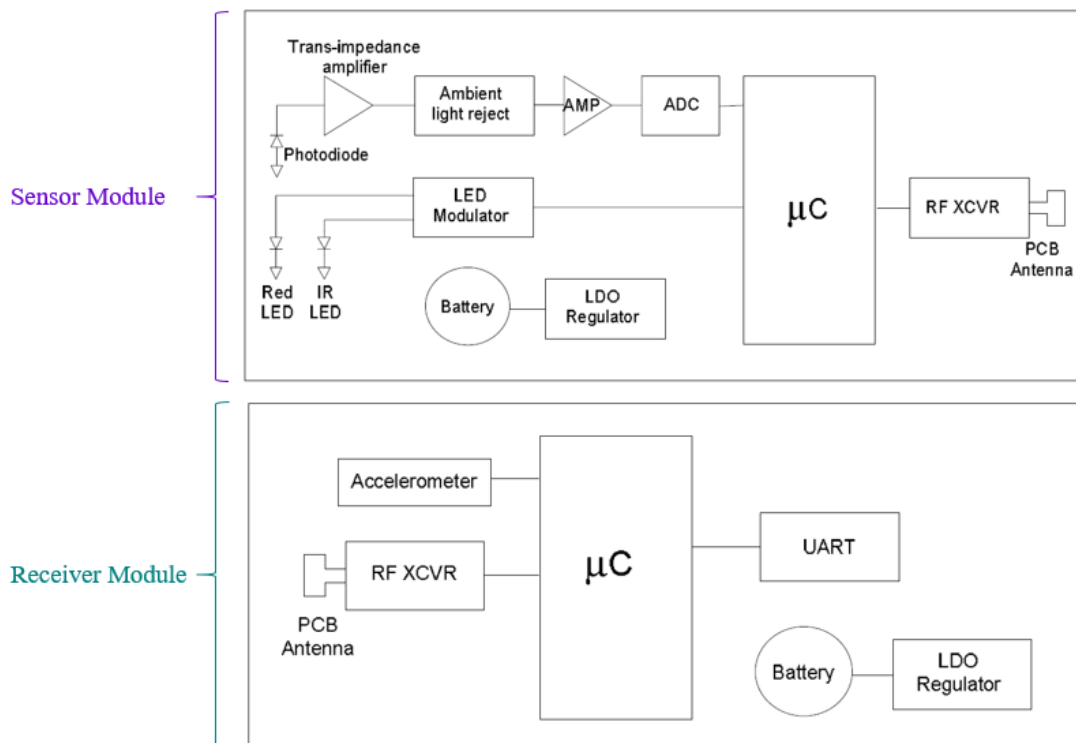 Trans-impedance
amplifier
Ambient
light reject
AMP
ADC
Photodiode
Sensor Module
LED
Modulator
μC
RF XCVR
PCB
Antenna
Red
LED
IR
LED
Battery
LDO
Regulator
Accelerometer
μC
UART
Receiver Module
RF XCVR
PCB
Antenna
Battery
LDO
Regulator